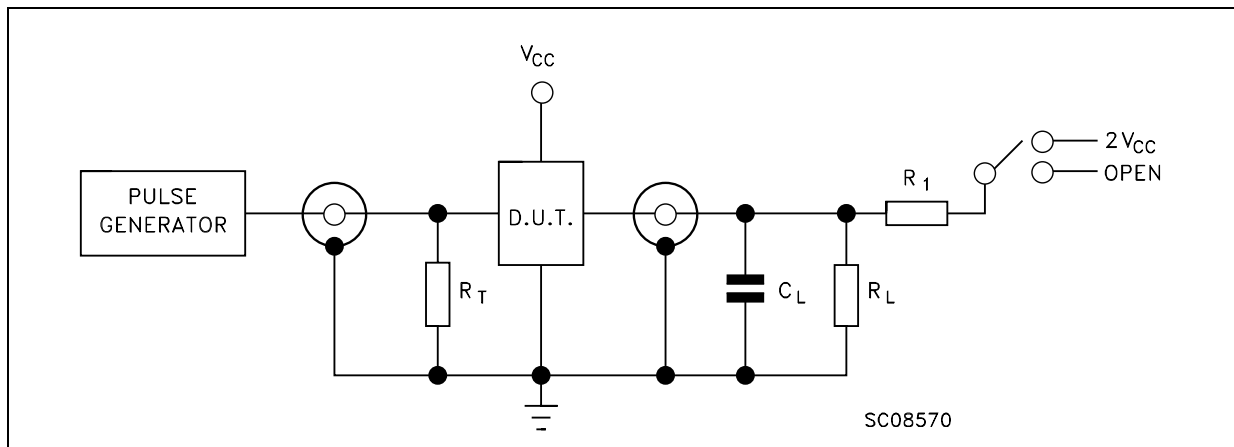 VCC
2VCC
OPEN
R1
PULSE
GENERATOR
D.U.T.
RT
CL
RL
SC08570